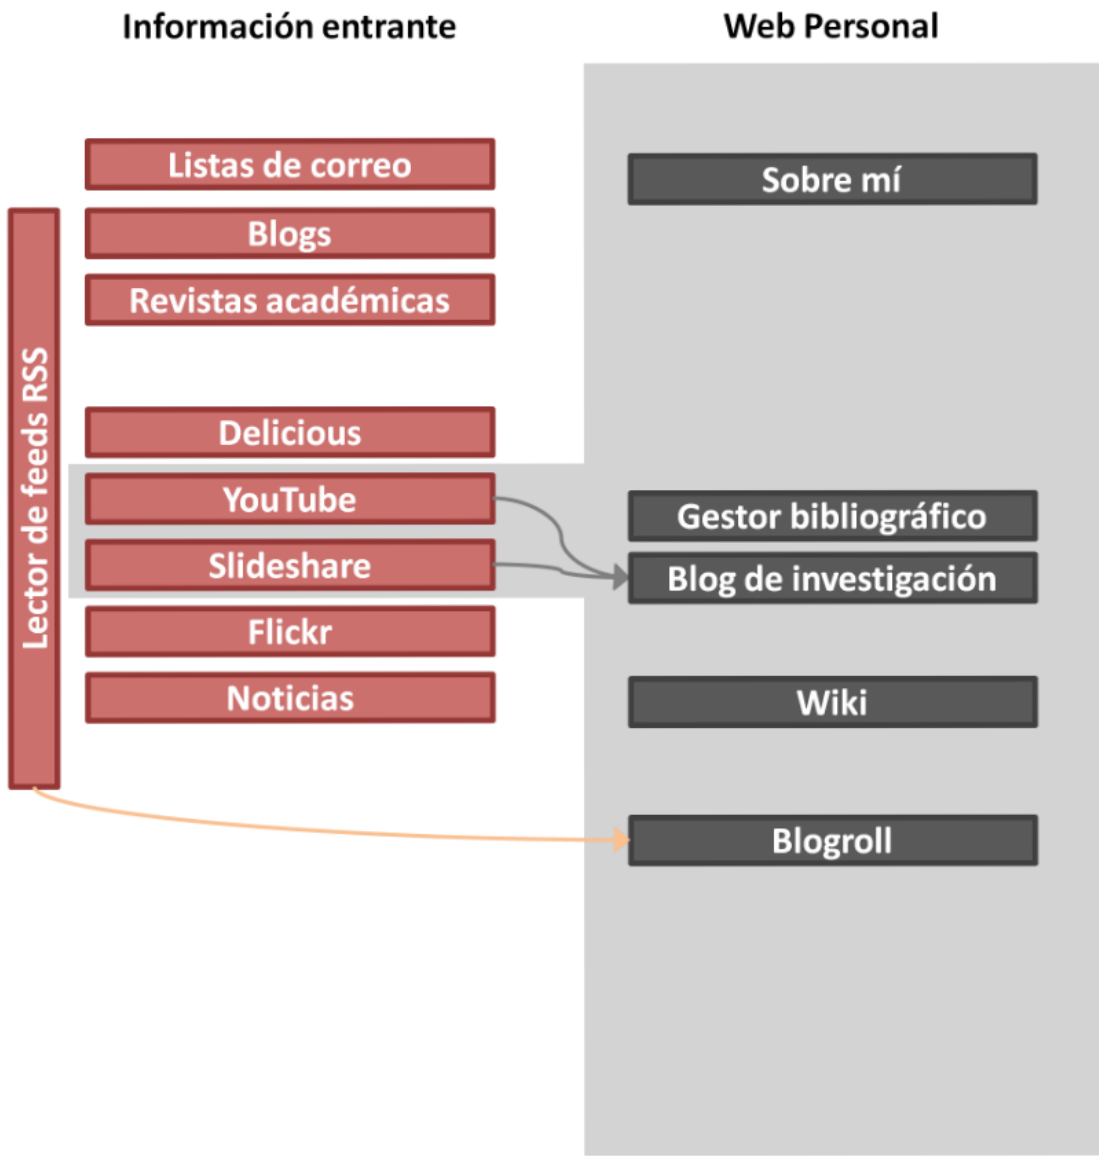 Información entrante
Web Personal
Listas de correo
Blogs
Revistas académicas
Delicious
YouTube
Slideshare
Flickr
Noticias
Lector de feeds RSS
Sobre mí
Gestor bibliográfico
Blog de investigación
Wiki
Blogroll